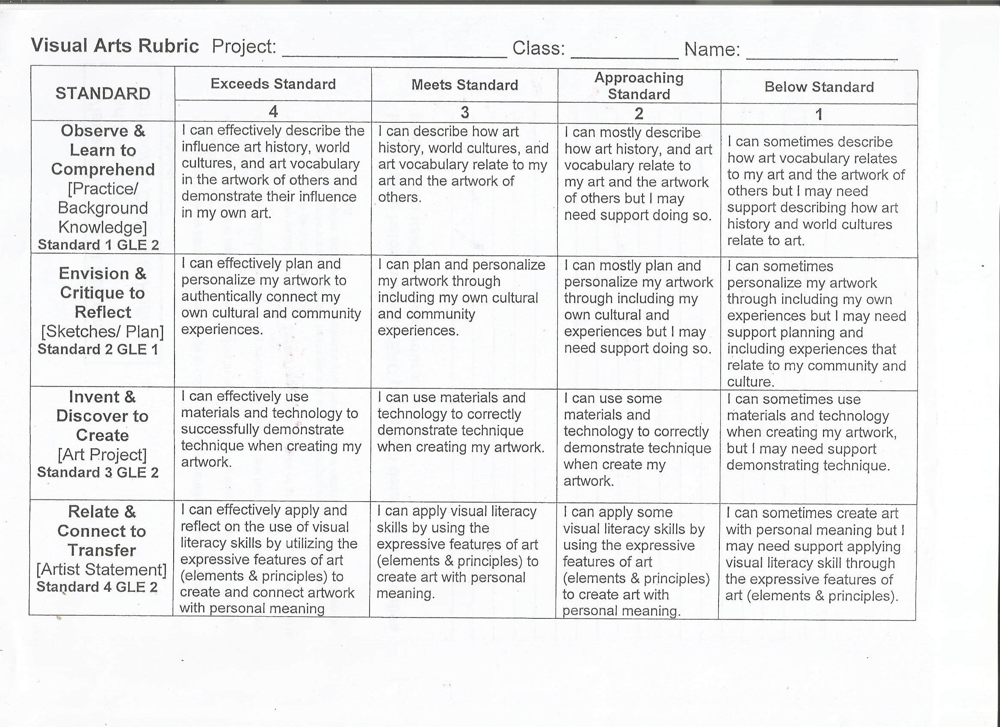 Visual Arts Rubric Project: ____ Class: ____ Name: ____
STANDARD
Exceeds Standard
Meets Standard
Approaching
Standard
Below Standard
4
3
2
1
Observe &
Learn to
Comprehend
[Practice/
Background
Knowledge]
Standard 1 GLE 2
I can effectively describe the
influence art history, world
cultures, and art vocabulary
in the artwork of others and
demonstrate their influence
in my own art.
I can describe how art
history, world cultures, and
art vocabulary relate to my
art and the artwork of
others.
I can mostly describe
how art history, and art
vocabulary relate to
my art and the artwork
of others but I may
need support doing so.
I can sometimes describe
how art vocabulary relates
to my art and the artwork of
others but I may need
support describing how art
history and world cultures
relate to art.
Envision &
Critique to
Reflect
[Sketches/ Plan]
Standard 2 GLE 1
I can effectively plan and
personalize my artwork to
authentically connect my
own cultural and community
experiences.
I can plan and personalize
my artwork through
including my own cultural
and community
experiences.
I can mostly plan and
personalize my artwork
through including my
own cultural and
experiences but I may
need support doing so.
I can sometimes
personalize my artwork
through including my own
experiences but I may need
support planning and
including experiences that
relate to my community and
culture.
Invent &
Discover to
Create
[Art Project]
Standard 3 GLE 2
I can effectively use
materials and technology to
successfully demonstrate
technique when creating my
artwork.
I can use materials and
technology to correctly
demonstrate technique
when creating my artwork.
I can use some
materials and
technology to correctly
demonstrate technique
when create my
artwork.
I can sometimes use
materials and technology
when creating my artwork,
but I may need support
demonstrating technique.
Relate &
Connect to
Transfer
[Artist Statement]
Standard 4 GLE 2
I can effectively apply and
reflect on the use of visual
literacy skills by utilizing the
expressive features of art
(elements & principles) to
create and connect artwork
with personal meaning
I can apply visual literacy
skills by using the
expressive features of art
(elements & principles) to
create art with personal
meaning.
I can apply some
visual literacy skills by
using the expressive
features of art
(elements & principles)
to create art with
personal meaning.
I can sometimes create art
with personal meaning but I
may need support applying
visual literacy skill through
the expressive features of
art (elements & principles).